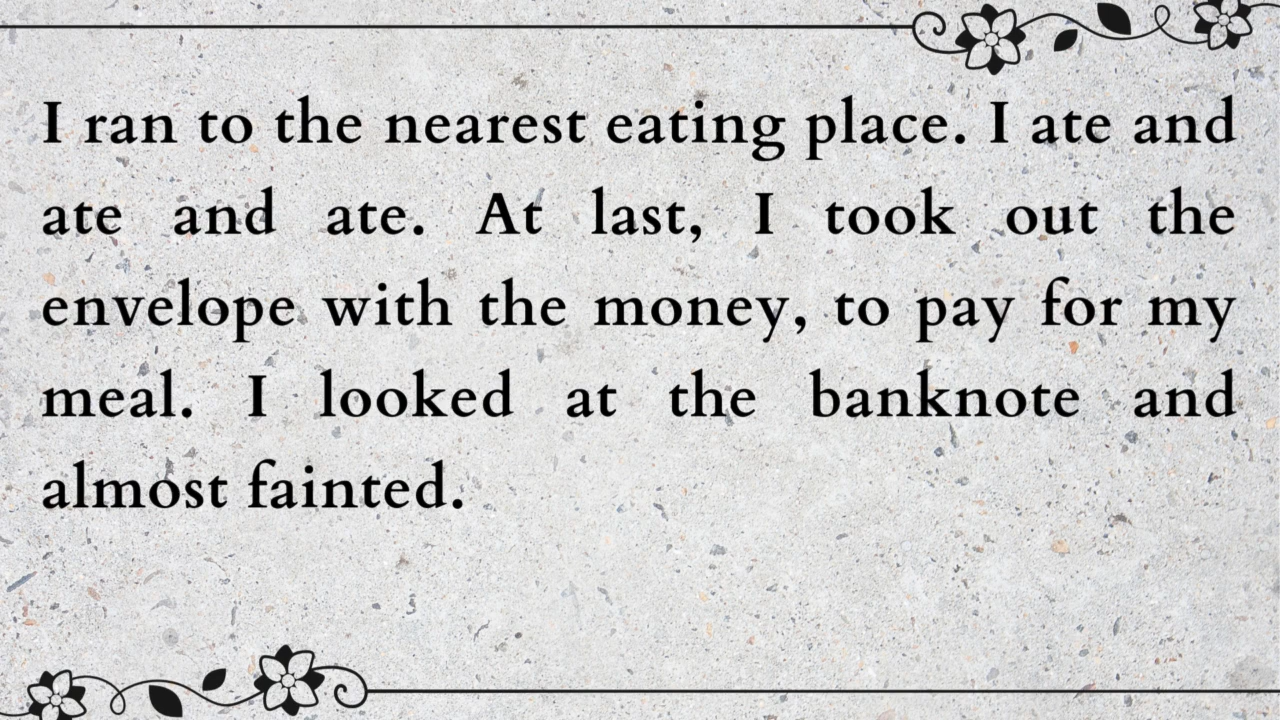 I ran to the nearest eating place. I ate and
ate and ate. At last, I took out the
envelope with the money, to pay for my
meal. I looked at the banknote and
almost fainted.